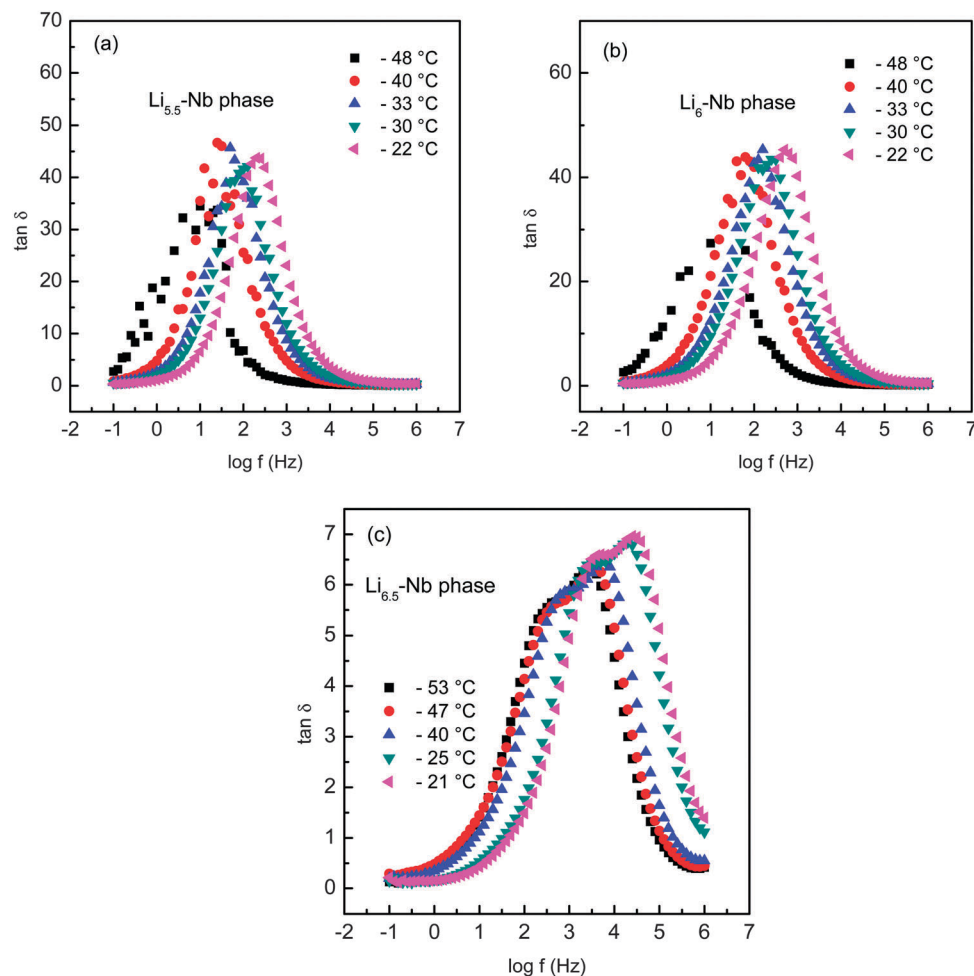 (a)
Li5.5-Nb phase
- 48 °C
- 40 °C
- 33 °C
- 30 °C
- 22 °C
70
60
50
40
30
20
10
0
tan δ
-2 -1 0 1 2 3 4 5 6 7
log f (Hz)
(b)
Li6-Nb phase
- 48 °C
- 40 °C
- 33 °C
- 30 °C
- 22 °C
60
40
20
0
tan δ
-2 -1 0 1 2 3 4 5 6 7
log f (Hz)
(c)
Li6.5-Nb phase
- 53 °C
- 47 °C
- 40 °C
- 25 °C
- 21 °C
7
6
5
4
3
2
1
0
tan δ
-2 -1 0 1 2 3 4 5 6 7
log f (Hz)